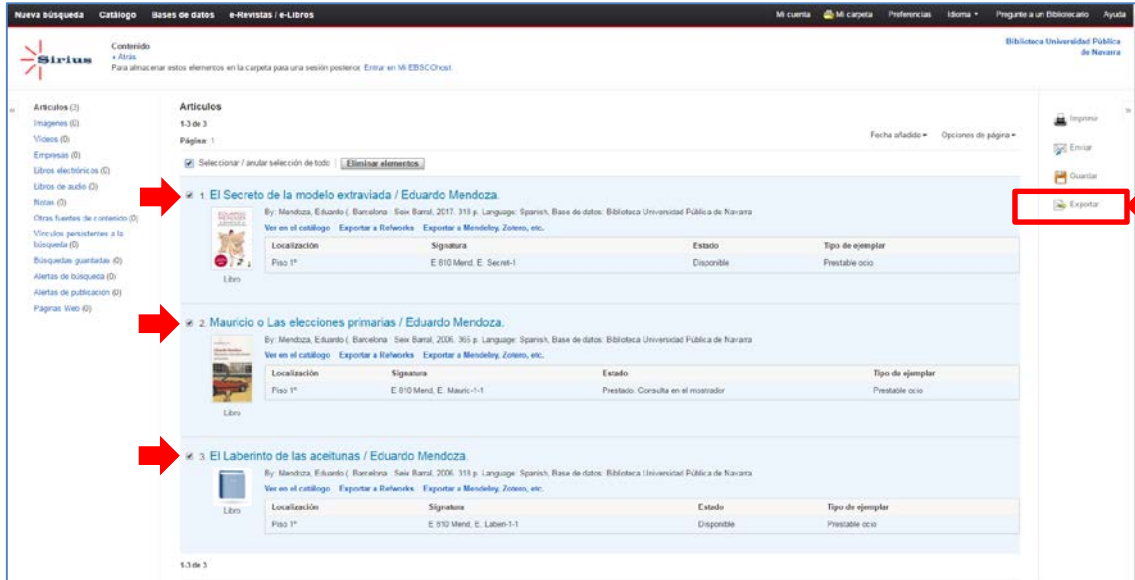 Nueva búsqueda Catálogo Bases de datos e-Revistas / e-Libros Mi cuenta Mi carpeta Preferencias Idioma Pregunte a un Bibliotecario Ayuda
Sirius
Contenido
« Atrás
Para almacenar estos elementos en la carpeta para una sesión posterior, Entrar en Mi EBSCOhost.
Biblioteca Universidad Pública
de Navarra
Artículos (3)
Imágenes (0)
Vídeos (0)
Empresas (0)
Libros electrónicos (0)
Libros de audio (0)
Notas (0)
Otras fuentes de contenido (0)
Vínculos persistentes a la
búsqueda (0)
Búsquedas guardadas (0)
Alertas de búsqueda (0)
Alertas de publicación (0)
Páginas Web (0)
Artículos
1-3 de 3
Página: 1
Fecha añadido Opciones de página
Seleccionar / anular selección de todo Eliminar elementos
1. El Secreto de la modelo extraviada / Eduardo Mendoza.
By: Mendoza, Eduardo (. Barcelona : Seix Barral, 2017. 318 p. Language: Spanish, Base de datos: Biblioteca Universidad Pública de Navarra
Ver en el catálogo Exportar a Refworks Exportar a Mendeley, Zotero, etc.
Localización Signatura Estado Tipo de ejemplar
Piso 1º E 810 Mend, E. Secret-1 Disponible Prestable ocio
Libro
2. Mauricio o Las elecciones primarias / Eduardo Mendoza.
By: Mendoza, Eduardo (. Barcelona : Seix Barral, 2006. 365 p. Language: Spanish, Base de datos: Biblioteca Universidad Pública de Navarra
Ver en el catálogo Exportar a Refworks Exportar a Mendeley, Zotero, etc.
Localización Signatura Estado Tipo de ejemplar
Piso 1º E 810 Mend, E. Mauric-1-1 Prestado. Consulta en el mostrador Prestable ocio
Libro
3. El Laberinto de las aceitunas / Eduardo Mendoza.
By: Mendoza, Eduardo (. Barcelona : Seix Barral, 2006. 318 p. Language: Spanish, Base de datos: Biblioteca Universidad Pública de Navarra
Ver en el catálogo Exportar a Refworks Exportar a Mendeley, Zotero, etc.
Localización Signatura Estado Tipo de ejemplar
Piso 1º E 810 Mend, E. Laberi-1-1 Disponible Prestable ocio
Libro
1-3 de 3
Imprimir
Enviar
Guardar
Exportar